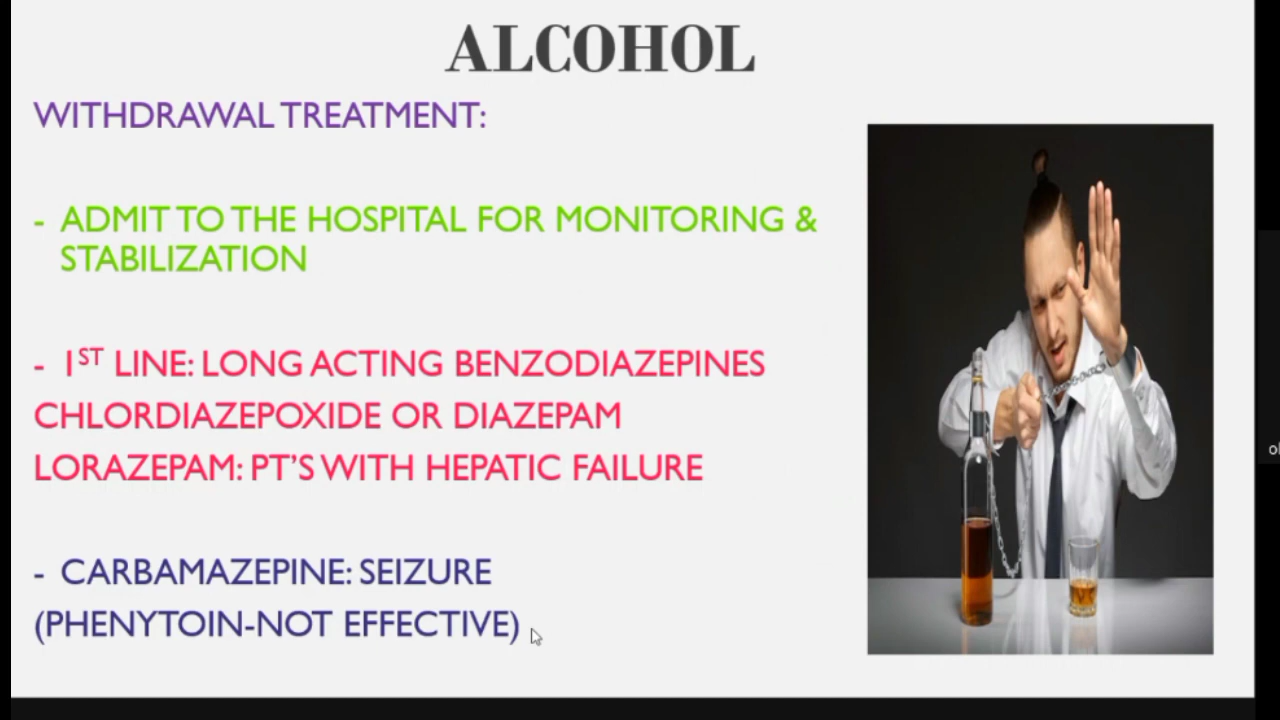 ALCOHOL
WITHDRAWAL TREATMENT:
- ADMIT TO THE HOSPITAL FOR MONITORING &
STABILIZATION
- 1ST LINE: LONG ACTING BENZODIAZEPINES
CHLORDIAZEPOXIDE OR DIAZEPAM
LORAZEPAM: PT'S WITH HEPATIC FAILURE
- CARBAMAZEPINE: SEIZURE
(PHENYTOIN-NOT EFFECTIVE)